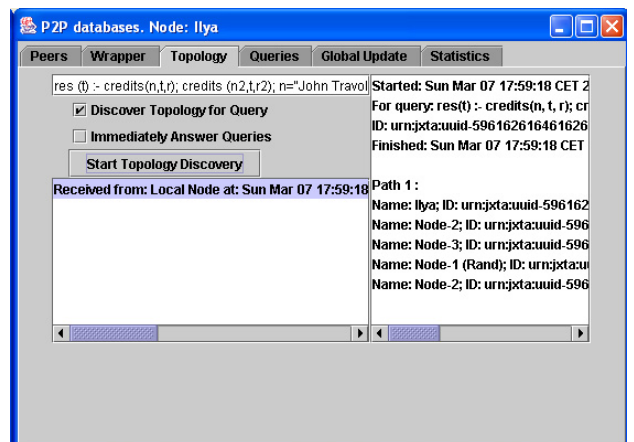 P2P databases. Node: Ilya
Peers Wrapper Topology Queries Global Update Statistics
res (t) :- credits(n,t,r); credits (n2,t,r2); n="John Travol
Discover Topology for Query
Immediately Answer Queries
Start Topology Discovery
Received from: Local Node at: Sun Mar 07 17:59:18
Started: Sun Mar 07 17:59:18 CET 2
For query: res(t) :- credits(n, t, r); cr
ID: urn:jxta:uuid-596162616461626
Finished: Sun Mar 07 17:59:18 CET
Path 1 :
Name: Ilya; ID: urn:jxta:uuid-596162
Name: Node-2; ID: urn:jxta:uuid-596
Name: Node-3; ID: urn:jxta:uuid-596
Name: Node-1 (Rand); ID: urn:jxta:u
Name: Node-2; ID: urn:jxta:uuid-596